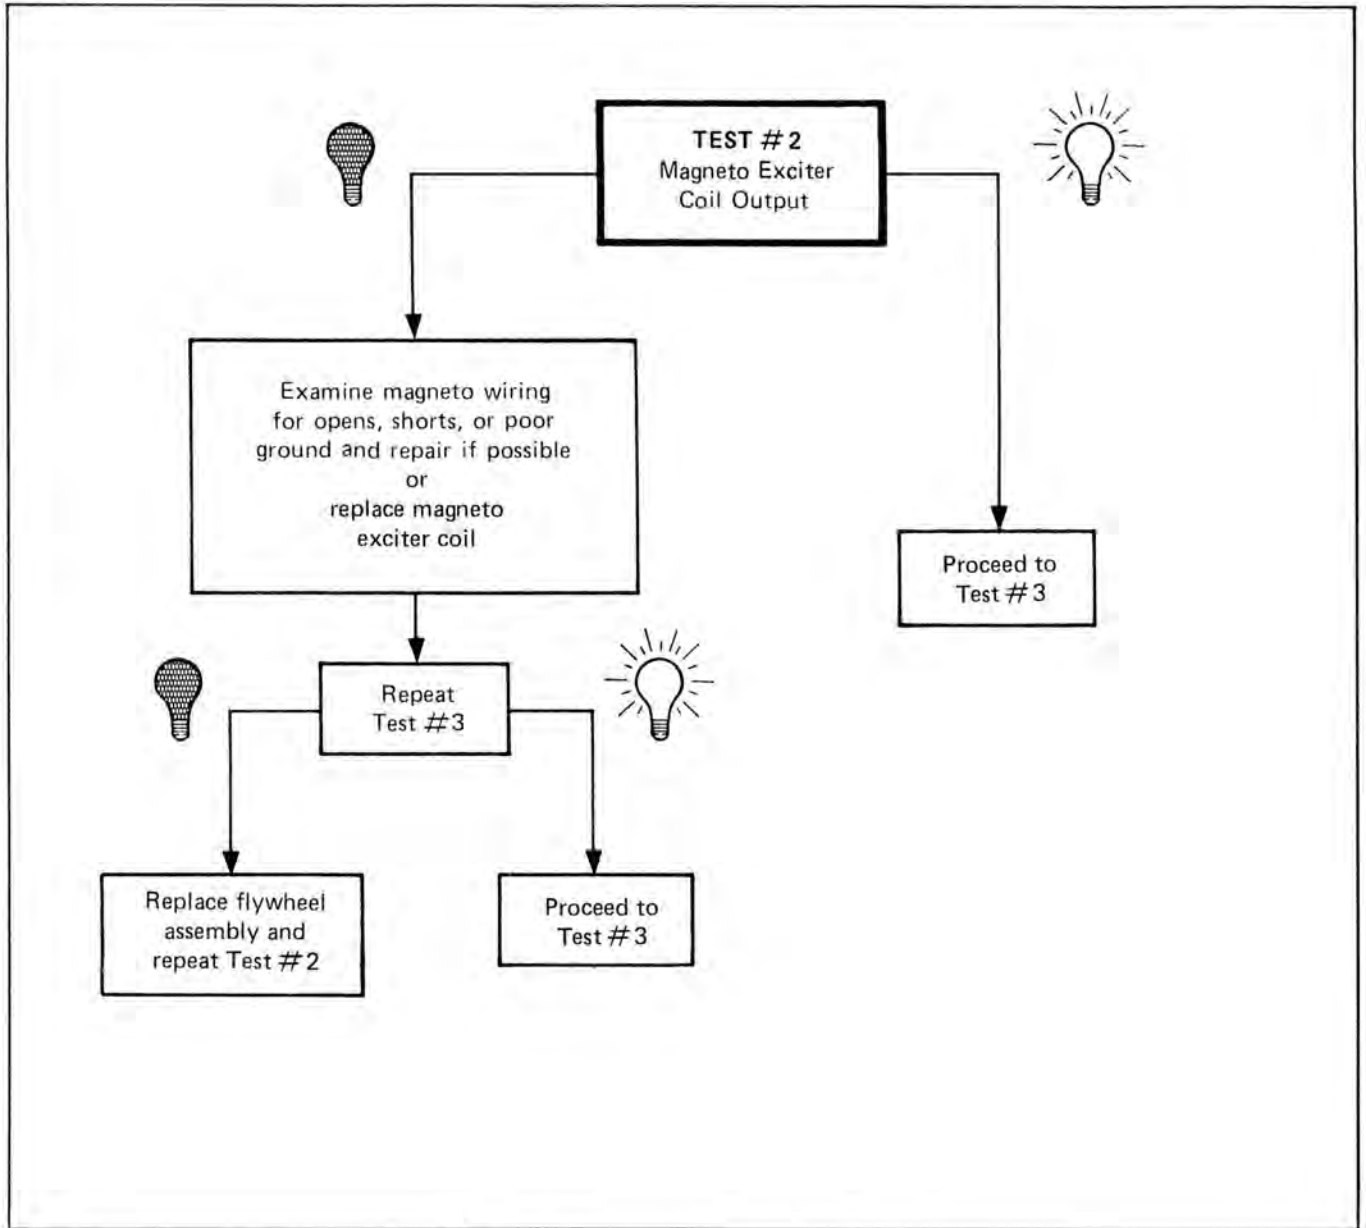 TEST #2
Magneto Exciter
Coil Output
Examine magneto wiring
for opens, shorts, or poor
ground and repair if possible
or
replace magneto
exciter coil
Proceed to
Test #3
Repeat
Test #3
Replace flywheel
assembly and
repeat Test #2
Proceed to
Test #3